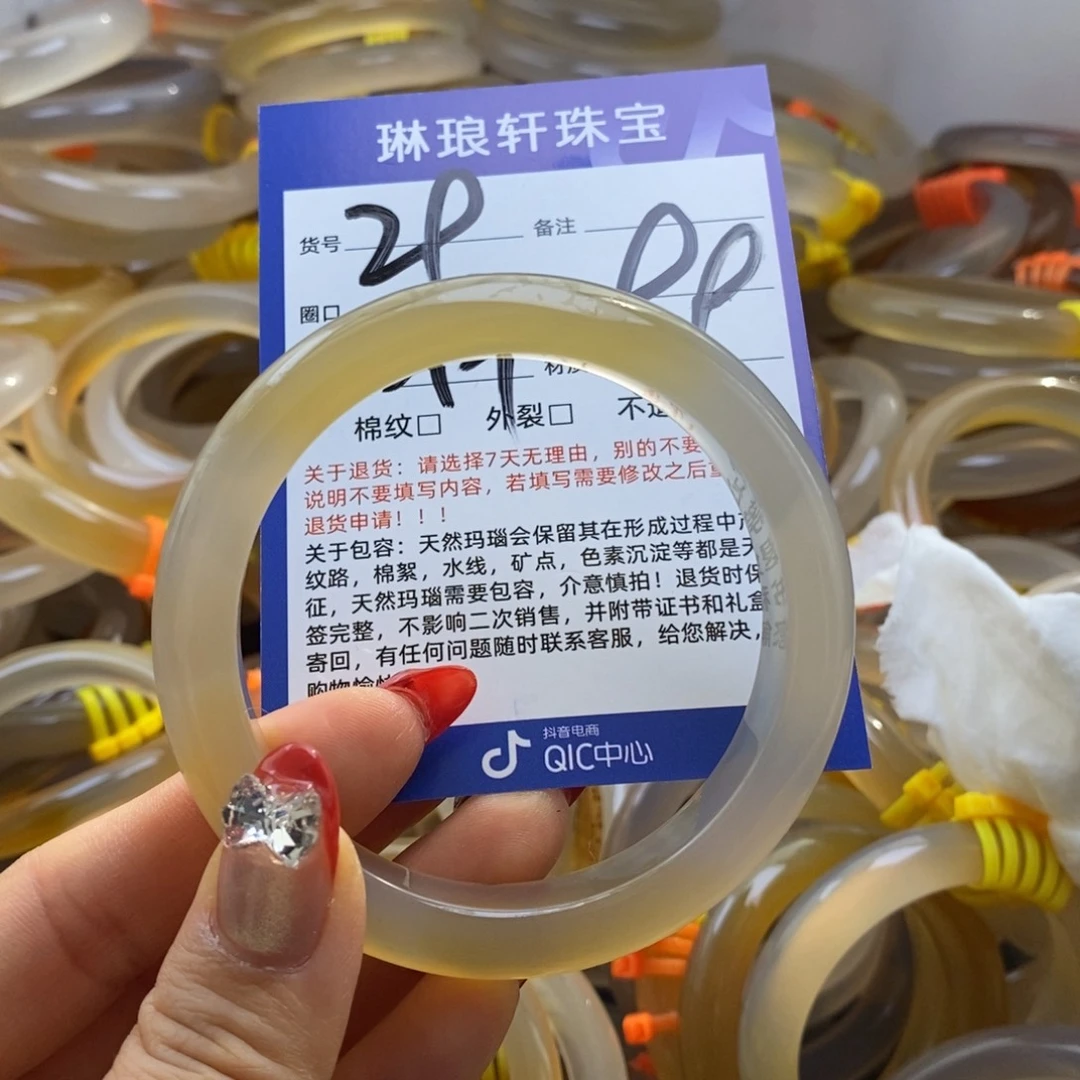 琳琅轩珠宝
货号
备注
圈口
棉纹□ 外裂□
关于退货：请选择7天无理由，别的不要
说明不要填写内容，若填写需要修改之后
退货申请！！！
关于包容：天然玛瑙会保留其在形成过程中
纹路，棉絮，水线，矿点，色素沉淀等都是天
征，天然玛瑙需要包容，介意慎拍！退货时保
签完整，不影响二次销售，并附带证书和礼盒
寄回，有任何问题随时联系客服，给您解决，
购物愉
抖音电商
QIC中心